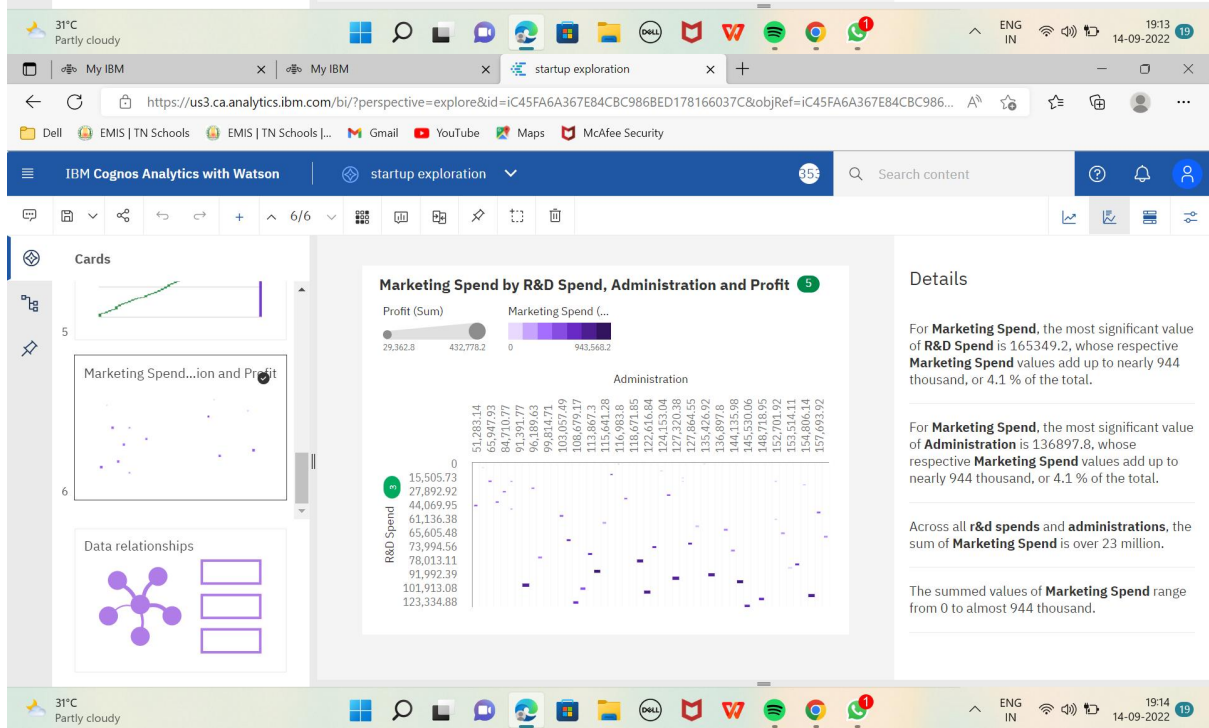 31°C
Partly cloudy
DELL
W
1
ENG
IN
19:13
14-09-2022
19
My IBM
My IBM
startup exploration
https://us3.ca.analytics.ibm.com/bi/?perspective=explore&id=iC45FA6A367E84CBC986BED178166037C&objRef=iC45FA6A367E84CBC986...
Dell
EMIS | TN Schools
EMIS | TN Schools |...
Gmail
YouTube
Maps
McAfee Security
IBM Cognos Analytics with Watson
startup exploration
353
Search content
6/6
Cards
5
Marketing Spend...ion and Profit
6
Data relationships
Marketing Spend by R&D Spend, Administration and Profit 5
Profit (Sum)
29,362.8
432,778.2
Marketing Spend (...
0
943,568.2
Administration
51,283.14
65,947.93
84,710.77
91,391.77
96,189.63
99,814.71
103,057.49
108,679.17
113,867.3
115,641.28
116,983.8
118,671.85
122,616.84
124,153.04
127,320.38
127,864.55
135,426.92
136,897.8
144,135.98
145,530.06
148,718.95
152,701.92
153,514.11
154,806.14
157,693.92
R&D Spend
3
0
15,505.73
27,892.92
44,069.95
61,136.38
65,605.48
73,994.56
78,013.11
91,992.39
101,913.08
123,334.88
Details
For Marketing Spend, the most significant value
of R&D Spend is 165349.2, whose respective
Marketing Spend values add up to nearly 944
thousand, or 4.1 % of the total.
For Marketing Spend, the most significant value
of Administration is 136897.8, whose
respective Marketing Spend values add up to
nearly 944 thousand, or 4.1 % of the total.
Across all r&d spends and administrations, the
sum of Marketing Spend is over 23 million.
The summed values of Marketing Spend range
from 0 to almost 944 thousand.
31°C
Partly cloudy
DELL
W
1
ENG
IN
19:14
14-09-2022
19